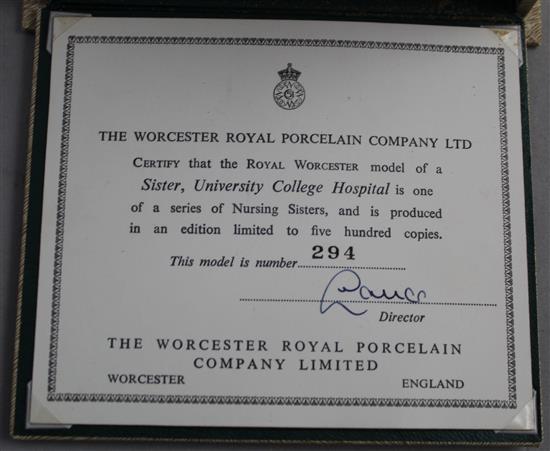 THE WORCESTER ROYAL PORCELAIN COMPANY LTD
CERTIFY that the ROYAL WORCESTER model of a
Sister, University College Hospital is one
of a series of Nursing Sisters, and is produced
in an edition limited to five hundred copies.
This model is number 294
Director
THE WORCESTER ROYAL PORCELAIN
COMPANY LIMITED
WORCESTER ENGLAND